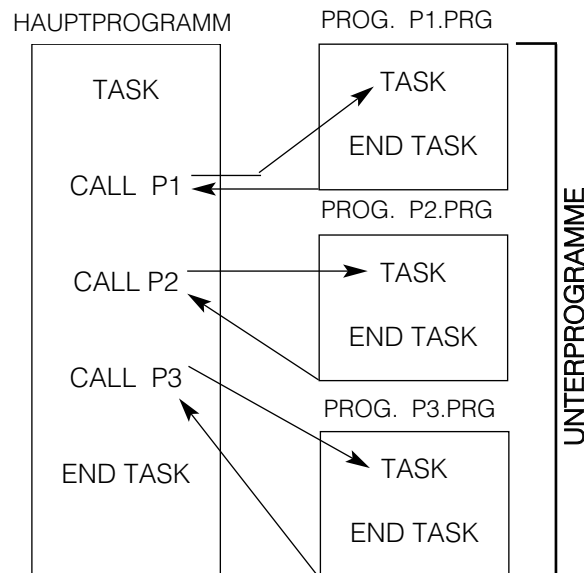 HAUPTPROGRAMM
TASK
CALL P1
CALL P2
CALL P3
END TASK
PROG. P1.PRG
TASK
END TASK
PROG. P2.PRG
TASK
END TASK
PROG. P3.PRG
TASK
END TASK
UNTERPROGRAMME